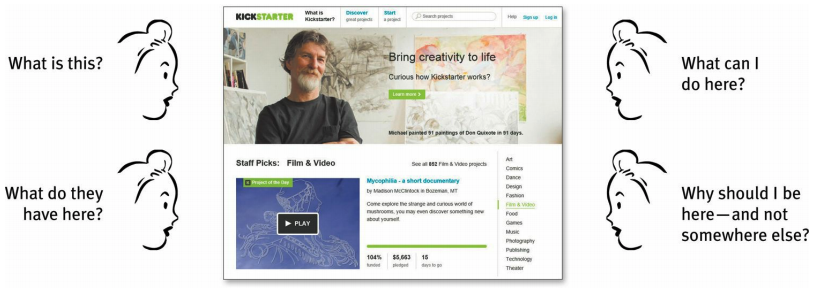 What is this?
What do they
have here?
KICKSTARTER
What is
Kickstarter?
Discover
great projects
Start
a project
Search projects
Help
Sign up
Log in
Bring creativity to life
Curious how Kickstarter works?
Learn more
Michael painted 91 paintings of Don Quixote in 91 days.
Staff Picks: Film & Video
See all 852 Film & Video projects
Project of the Day
PLAY
Mycophilia - a short documentary
by Madison McClintock in Bozeman, MT
Come explore the strange and curious world of
mushrooms, you may even discover something new
about yourself.
104%
funded
$5,663
pledged
15
days to go
Art
Comics
Dance
Design
Fashion
Film & Video
Food
Games
Music
Photography
Publishing
Technology
Theater
What can I
do here?
Why should I be
here—and not
somewhere else?